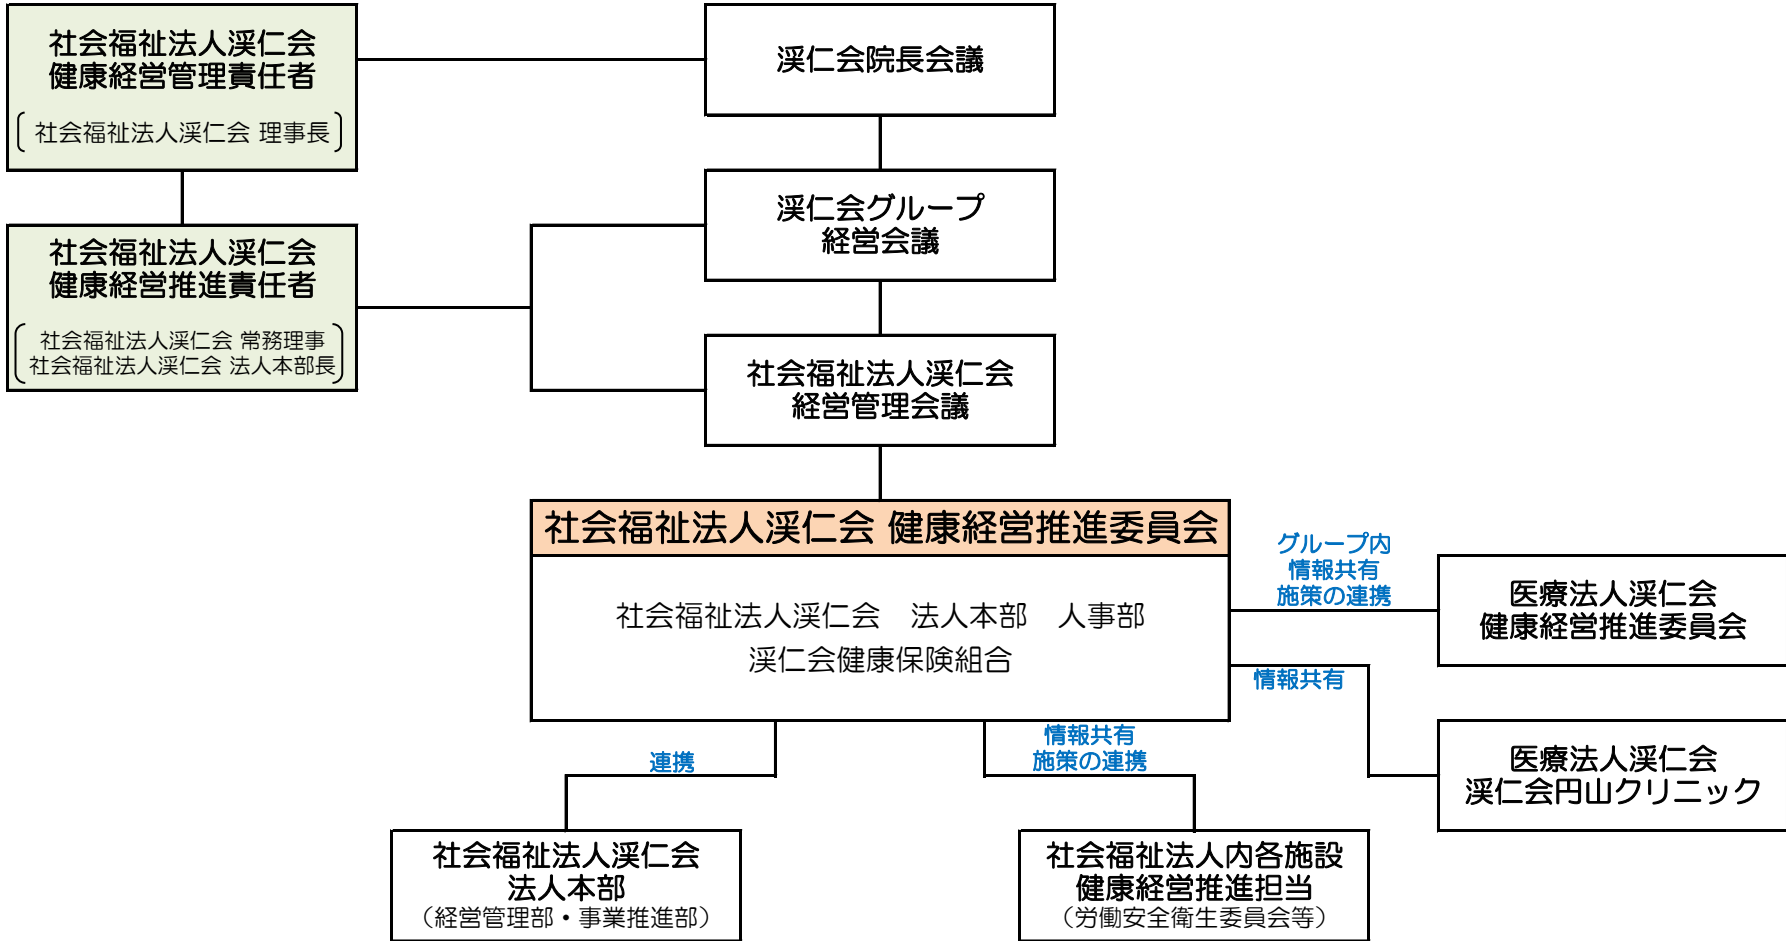 社会福祉法人渓仁会
健康経営管理責任者
社会福祉法人渓仁会 理事長
渓仁会院長会議
社会福祉法人渓仁会
健康経営推進責任者
社会福祉法人渓仁会 常務理事
社会福祉法人渓仁会 法人本部長
渓仁会グループ
経営会議
社会福祉法人渓仁会
経営管理会議
社会福祉法人渓仁会 健康経営推進委員会
社会福祉法人渓仁会　法人本部　人事部
渓仁会健康保険組合
グループ内
情報共有
施策の連携
医療法人渓仁会
健康経営推進委員会
情報共有
医療法人渓仁会
渓仁会円山クリニック
連携
情報共有
施策の連携
社会福祉法人渓仁会
法人本部
（経営管理部・事業推進部）
社会福祉法人内各施設
健康経営推進担当
（労働安全衛生委員会等）